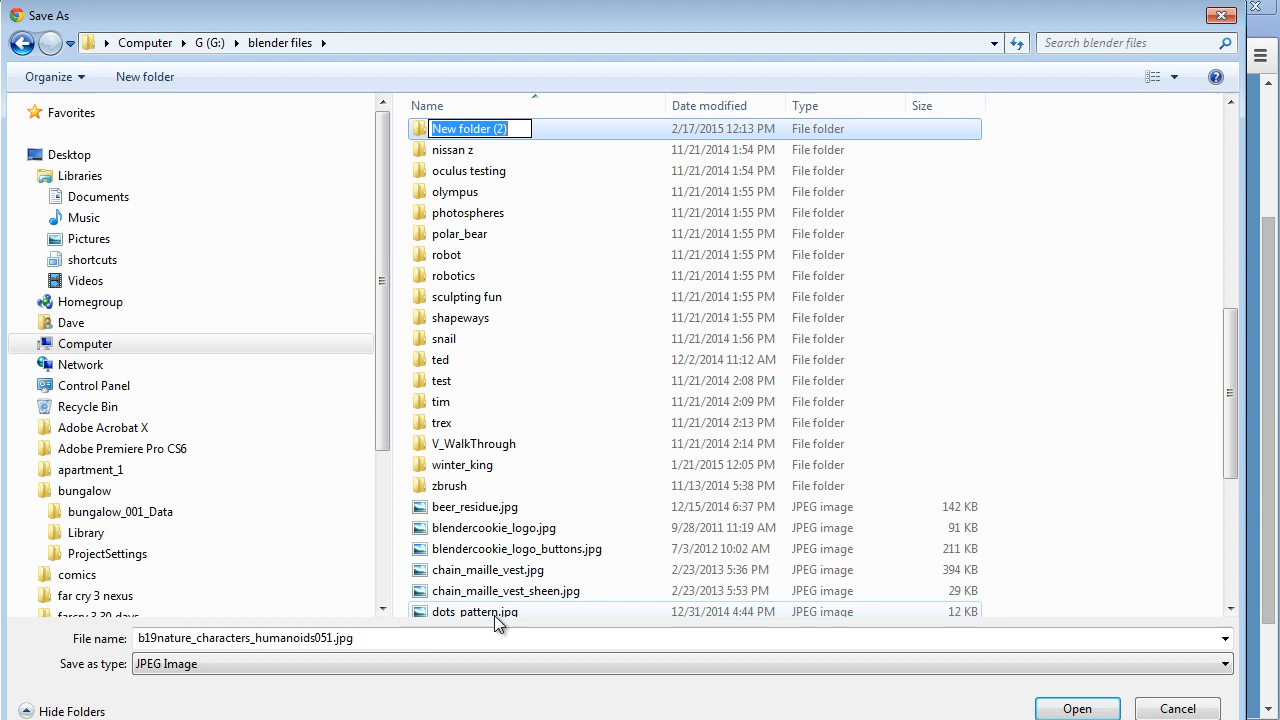 Save As
Computer G (G:) blender files Search blender files
Organize New folder
Favorites
Desktop
Libraries
Documents
Music
Pictures
shortcuts
Videos
Homegroup
Dave
Computer
Network
Control Panel
Recycle Bin
Adobe Acrobat X
Adobe Premiere Pro CS6
apartment_1
bungalow
bungalow_001_Data
Library
ProjectSettings
comics
far cry 3 nexus
far cry 3 30 days
Name Date modified Type Size
New folder (2) 2/17/2015 12:13 PM File folder
nissan z 11/21/2014 1:54 PM File folder
oculus testing 11/21/2014 1:54 PM File folder
olympus 11/21/2014 1:55 PM File folder
photospheres 11/21/2014 1:55 PM File folder
polar_bear 11/21/2014 1:55 PM File folder
robot 11/21/2014 1:55 PM File folder
robotics 11/21/2014 1:55 PM File folder
sculpting fun 11/21/2014 1:55 PM File folder
shapeways 11/21/2014 1:55 PM File folder
snail 11/21/2014 1:56 PM File folder
ted 12/2/2014 11:12 AM File folder
test 11/21/2014 2:08 PM File folder
tim 11/21/2014 2:09 PM File folder
trex 11/21/2014 2:13 PM File folder
V_WalkThrough 11/21/2014 2:14 PM File folder
winter_king 1/21/2015 12:05 PM File folder
zbrush 11/13/2014 5:38 PM File folder
beer_residue.jpg 12/15/2014 6:37 PM JPEG image 142 KB
blendercookie_logo.jpg 9/28/2011 11:19 AM JPEG image 91 KB
blendercookie_logo_buttons.jpg 7/3/2012 10:02 AM JPEG image 211 KB
chain_maille_vest.jpg 2/23/2013 5:36 PM JPEG image 394 KB
chain_maille_vest_sheen.jpg 2/23/2013 5:53 PM JPEG image 29 KB
dots_pattern.jpg 12/31/2014 4:44 PM JPEG image 12 KB
File name: b19nature_characters_humanoids051.jpg
Save as type: JPEG Image
Hide Folders Open Cancel